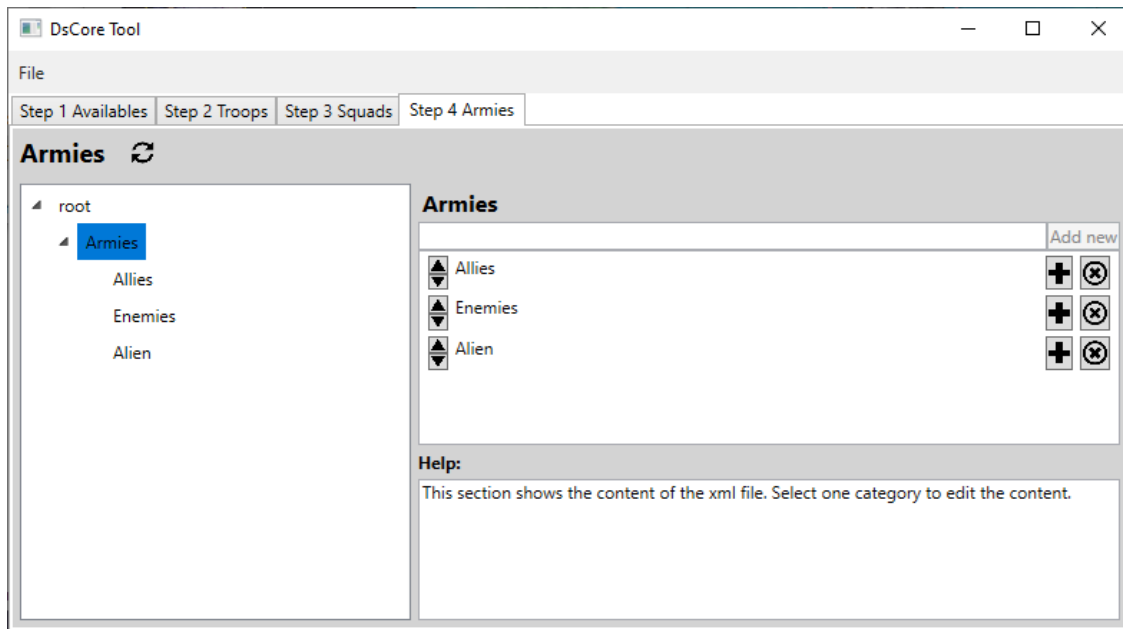 DsCore Tool
File
Step 1 Availables
Step 2 Troops
Step 3 Squads
Step 4 Armies
Armies
root
Armies
Allies
Enemies
Alien
Armies
Add new
Allies
Enemies
Alien
Help:
This section shows the content of the xml file. Select one category to edit the content.